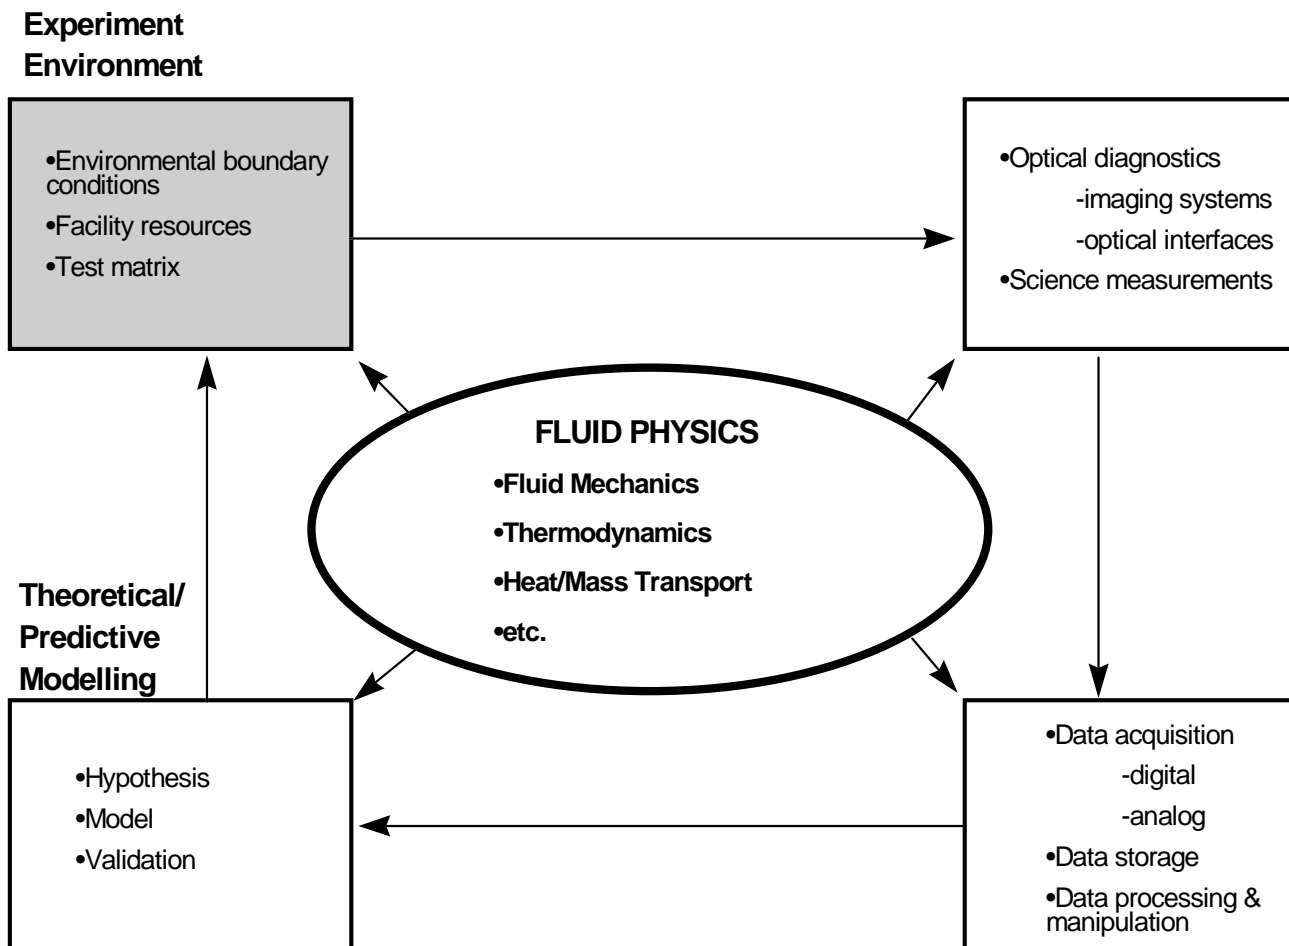 Experiment
Environment
•Environmental boundary
conditions
•Facility resources
•Test matrix
•Optical diagnostics
-imaging systems
-optical interfaces
•Science measurements
FLUID PHYSICS
•Fluid Mechanics
•Thermodynamics
•Heat/Mass Transport
•etc.
Theoretical/
Predictive
Modelling
•Hypothesis
•Model
•Validation
•Data acquisition
-digital
-analog
•Data storage
•Data processing &
manipulation